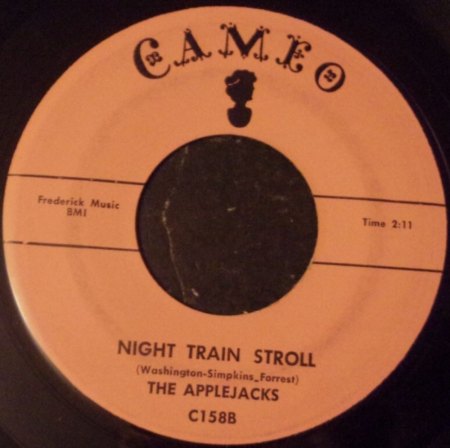 CAMEO
Frederick Music
BMI
Time 2:11
NIGHT TRAIN STROLL
(Washington-Simpkins_Forrest)
THE APPLEJACKS
C158B